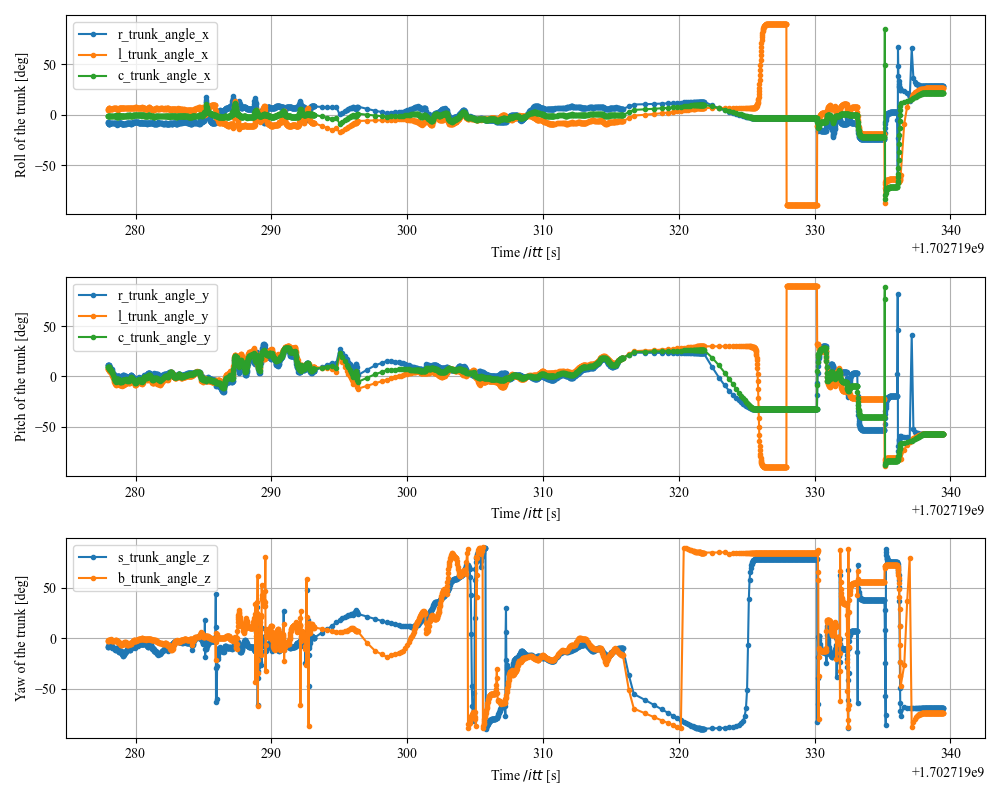 Roll of the trunk [deg]
r_trunk_angle_x
l_trunk_angle_x
c_trunk_angle_x
50
0
−50
280 290 300 310 320 330 340
Time /itt [s]
+1.702719e9
Pitch of the trunk [deg]
r_trunk_angle_y
l_trunk_angle_y
c_trunk_angle_y
50
0
−50
280 290 300 310 320 330 340
Time /itt [s]
+1.702719e9
Yaw of the trunk [deg]
s_trunk_angle_z
b_trunk_angle_z
50
0
−50
280 290 300 310 320 330 340
Time /itt [s]
+1.702719e9